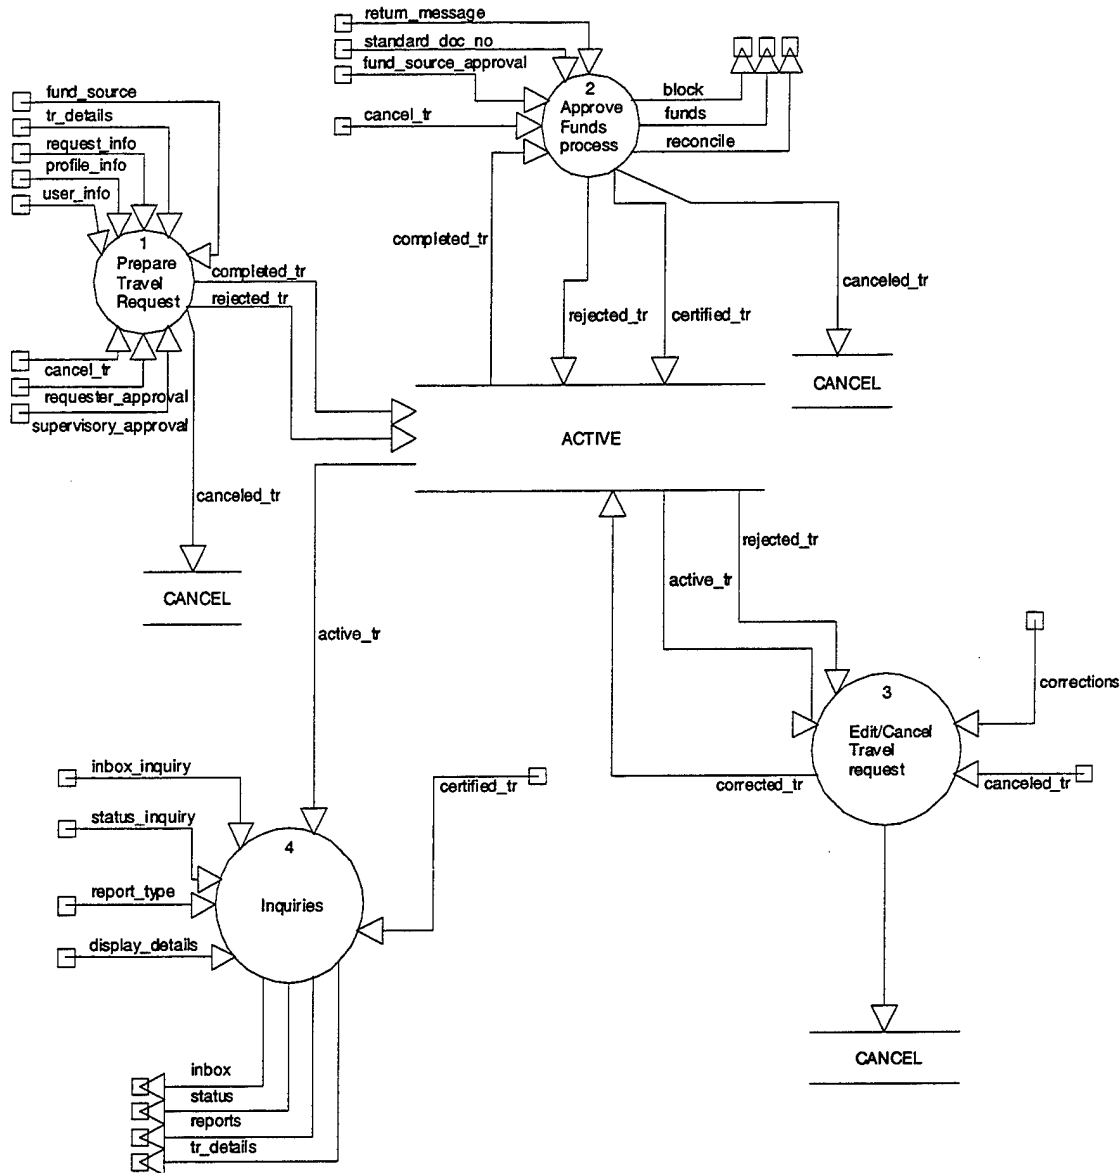 return_message
standard_doc_no
fund_source_approval
cancel_tr
2
Approve
Funds
process
block
funds
reconcile
fund_source
tr_details
request_info
profile_info
user_info
1
Prepare
Travel
Request
completed_tr
rejected_tr
completed_tr
rejected_tr
certified_tr
canceled_tr
CANCEL
cancel_tr
requester_approval
supervisory_approval
canceled_tr
CANCEL
ACTIVE
active_tr
active_tr
rejected_tr
corrections
3
Edit/Cancel
Travel
request
corrected_tr
canceled_tr
CANCEL
inbox_inquiry
status_inquiry
report_type
display_details
certified_tr
4
Inquiries
inbox
status
reports
tr_details